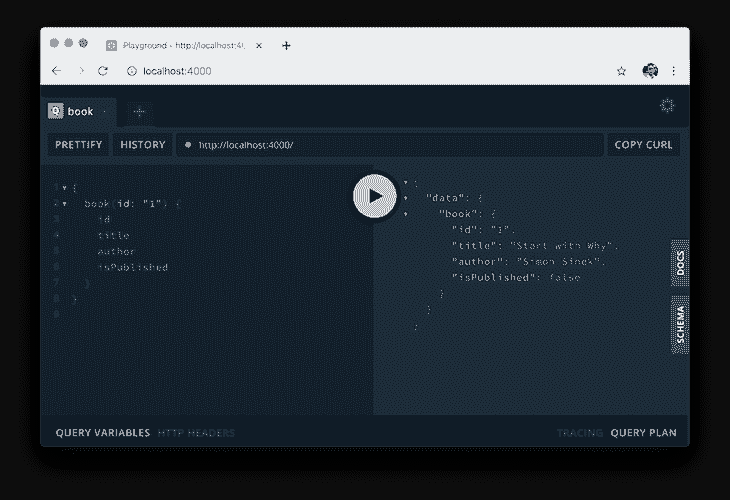 Playground - http://localhost:4/.
localhost:4000
book
PRETTIFY HISTORY http://localhost:4000/ COPY CURL
1 {
2 book(id: "1") {
3 id
4 title
5 author
6 isPublished
7 }
8 }
9
{
"data": {
"book": {
"id": "1",
"title": "Start with Why",
"author": "Simon Sinek",
"isPublished": false
}
}
}
DOCS
SCHEMA
QUERY VARIABLES HTTP HEADERS TRACING QUERY PLAN